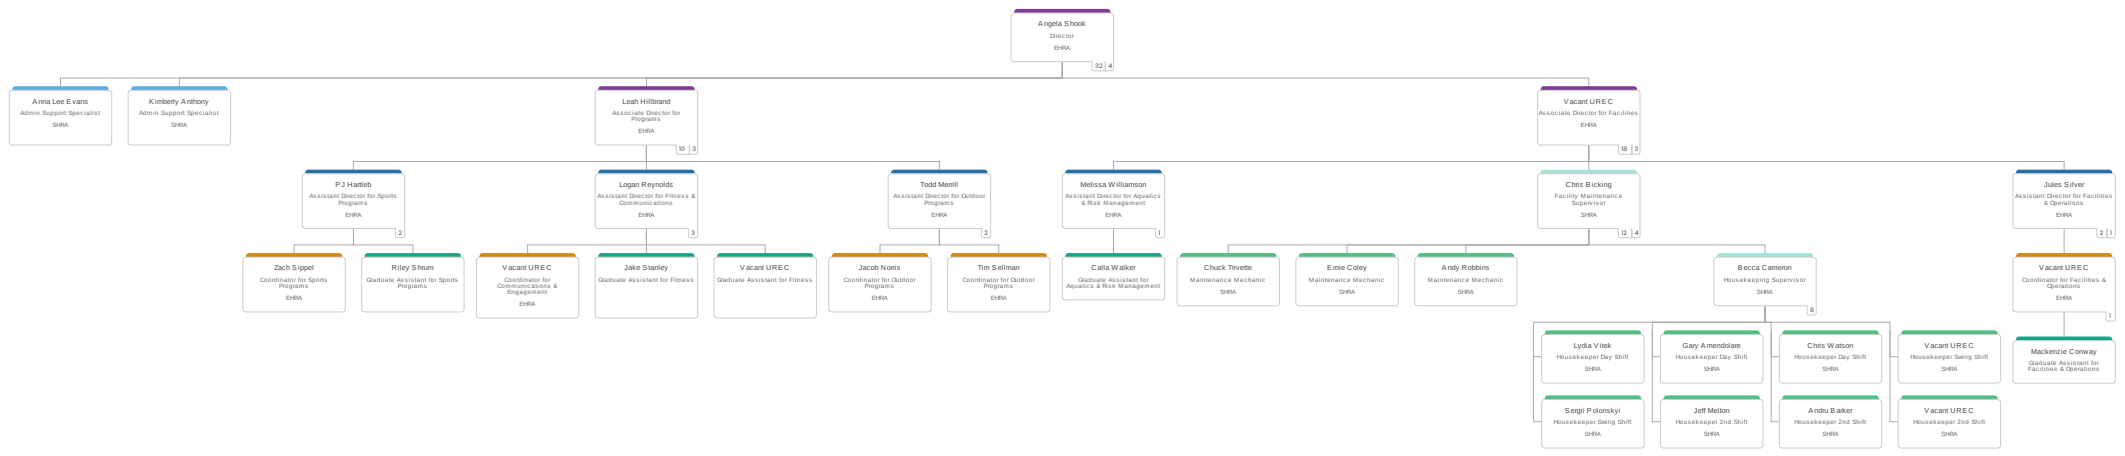 Angela Shook
Director
EHRA
32 4
Anna Lee Evans
Admin Support Specialist
SHRA
Kimberly Anthony
Admin Support Specialist
SHRA
Leah Hillbrand
Associate Director for
Programs
EHRA
10 3
Vacant UREC
Associate Director for Facilities
EHRA
18 3
PJ Hartleb
Assistant Director for Sports
Programs
EHRA
2
Logan Reynolds
Assistant Director for Fitness &
Communications
EHRA
3
Todd Merrill
Assistant Director for Outdoor
Programs
EHRA
2
Melissa Williamson
Assistant Director for Aquatics
& Risk Management
EHRA
1
Chris Bicking
Facility Maintenance
Supervisor
SHRA
12 4
Jules Silver
Assistant Director for Facilities
& Operations
EHRA
2 1
Zach Sippel
Coordinator for Sports
Programs
EHRA
Riley Shrum
Graduate Assistant for Sports
Programs
Vacant UREC
Coordinator for
Communications &
Engagement
EHRA
Jake Stanley
Graduate Assistant for Fitness
Vacant UREC
Graduate Assistant for Fitness
Jacob Norris
Coordinator for Outdoor
Programs
EHRA
Tim Sellman
Coordinator for Outdoor
Programs
EHRA
Calla Walker
Graduate Assistant for
Aquatics & Risk Management
Chuck Trivette
Maintenance Mechanic
SHRA
Ernie Coley
Maintenance Mechanic
SHRA
Andy Robbins
Maintenance Mechanic
SHRA
Becca Cameron
Housekeeping Supervisor
SHRA
8
Vacant UREC
Coordinator for Facilities &
Operations
EHRA
1
Lydia Vitek
Housekeeper Day Shift
SHRA
Gary Amendolare
Housekeeper Day Shift
SHRA
Chris Watson
Housekeeper Day Shift
SHRA
Vacant UREC
Housekeeper Swing Shift
SHRA
Mackenzie Conway
Graduate Assistant for
Facilities & Operations
Sergii Polonskyi
Housekeeper Swing Shift
SHRA
Jeff Melton
Housekeeper 2nd Shift
SHRA
Andru Barker
Housekeeper 2nd Shift
SHRA
Vacant UREC
Housekeeper 2nd Shift
SHRA